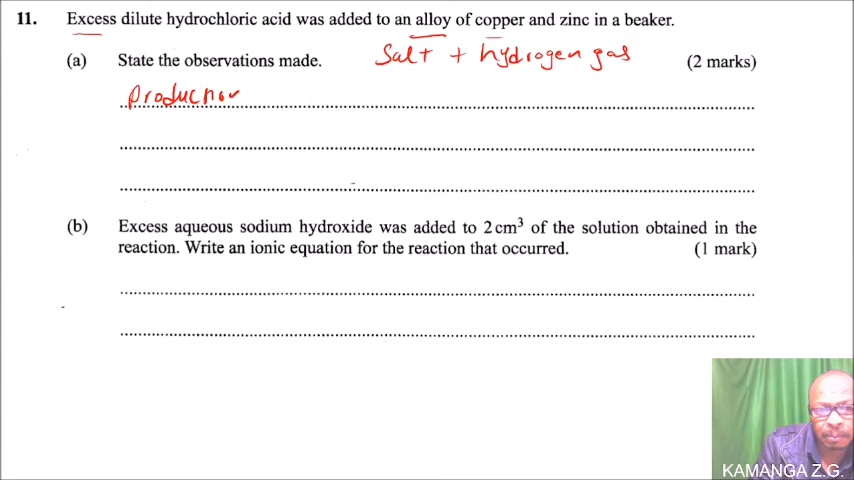 11. Excess dilute hydrochloric acid was added to an alloy of copper and zinc in a beaker.
Salt + hydrogen gas
(a) State the observations made. (2 marks)
production
(b) Excess aqueous sodium hydroxide was added to 2 cm³ of the solution obtained in the
reaction. Write an ionic equation for the reaction that occurred. (1 mark)
KAMANGA Z.G.